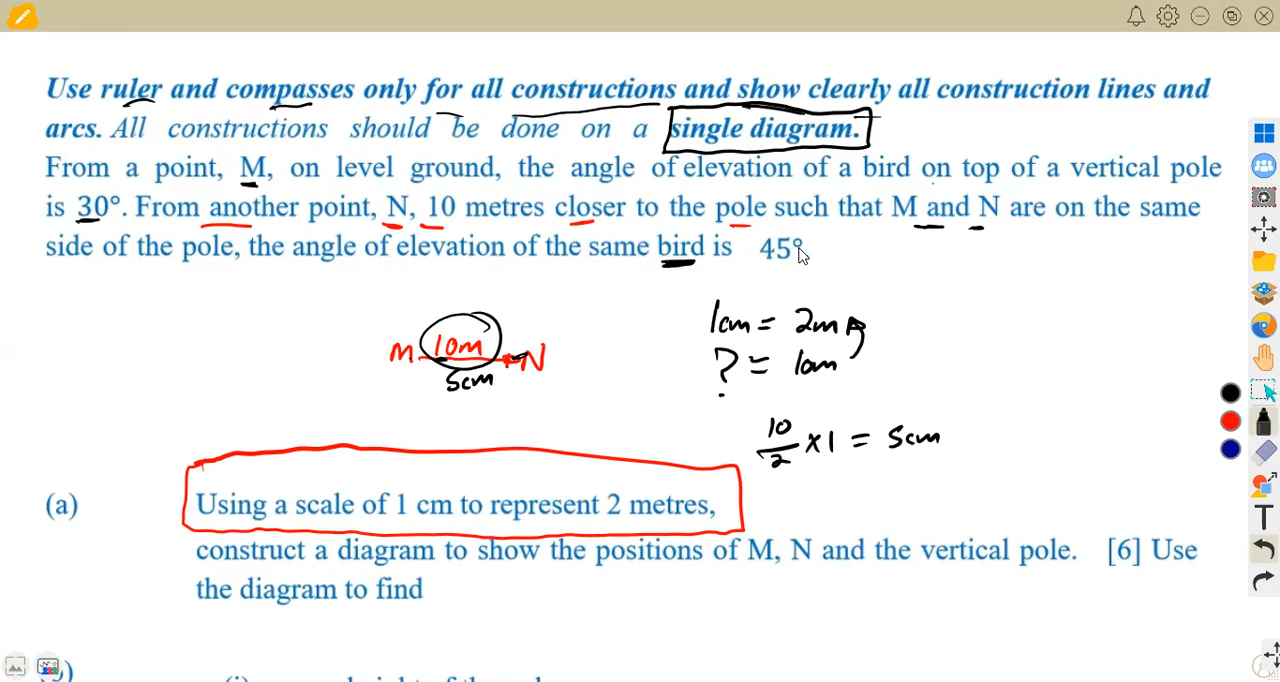 Use ruler and compasses only for all constructions and show clearly all construction lines and
arcs. All constructions should be done on a single diagram.
From a point, M, on level ground, the angle of elevation of a bird on top of a vertical pole
is 30°. From another point, N, 10 metres closer to the pole such that M and N are on the same
side of the pole, the angle of elevation of the same bird is 45°
M 10m N
5cm
1cm = 2m
? = 10m
10/2 x 1 = 5cm
(a) Using a scale of 1 cm to represent 2 metres,
construct a diagram to show the positions of M, N and the vertical pole. [6] Use
the diagram to find
T